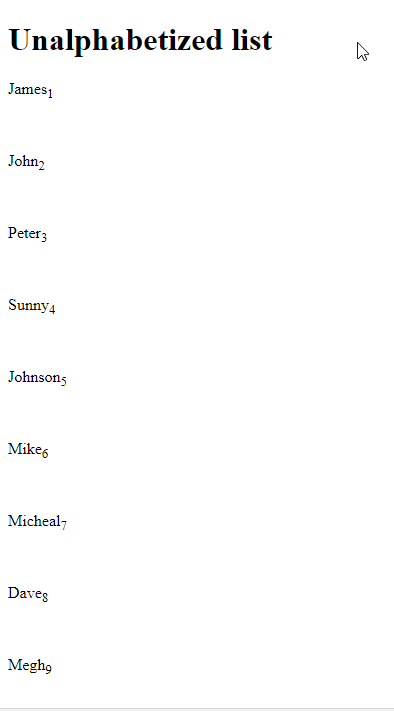 Unalphabetized list
James1
John2
Peter3
Sunny4
Johnson5
Mike6
Micheal7
Dave8
Megh9